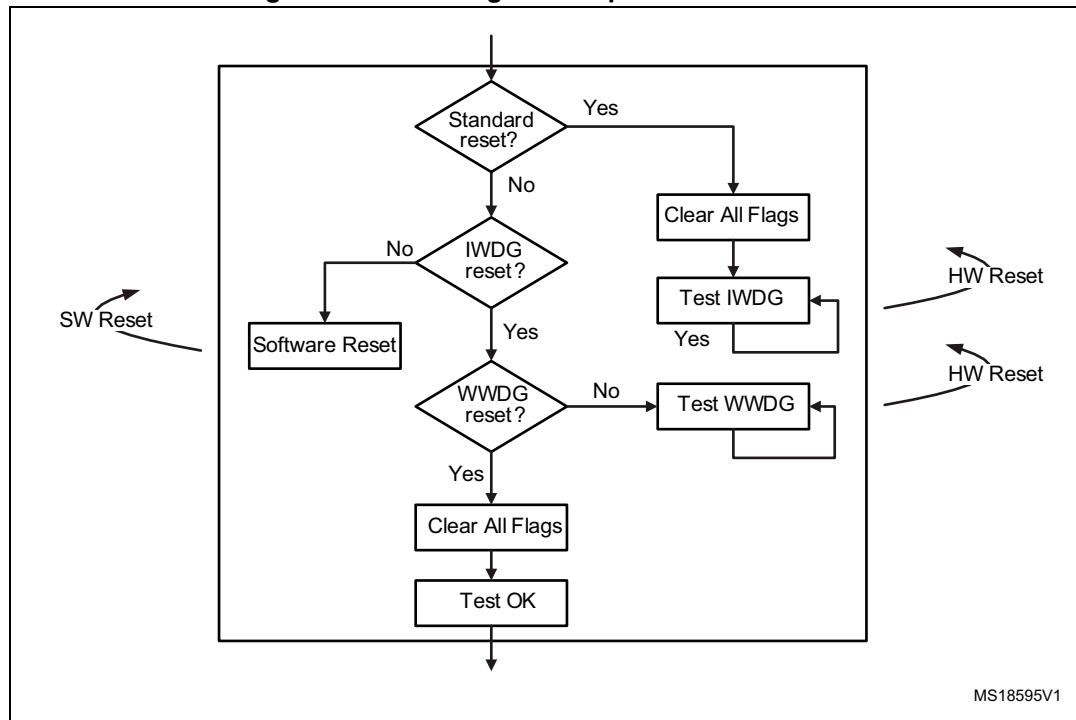 Standard
reset?
Yes
No
Clear All Flags
No
IWDG
reset?
HW Reset
Test IWDG
SW Reset
Yes
Yes
Software Reset
HW Reset
WWDG
reset?
No
Test WWDG
Yes
Clear All Flags
Test OK
MS18595V1